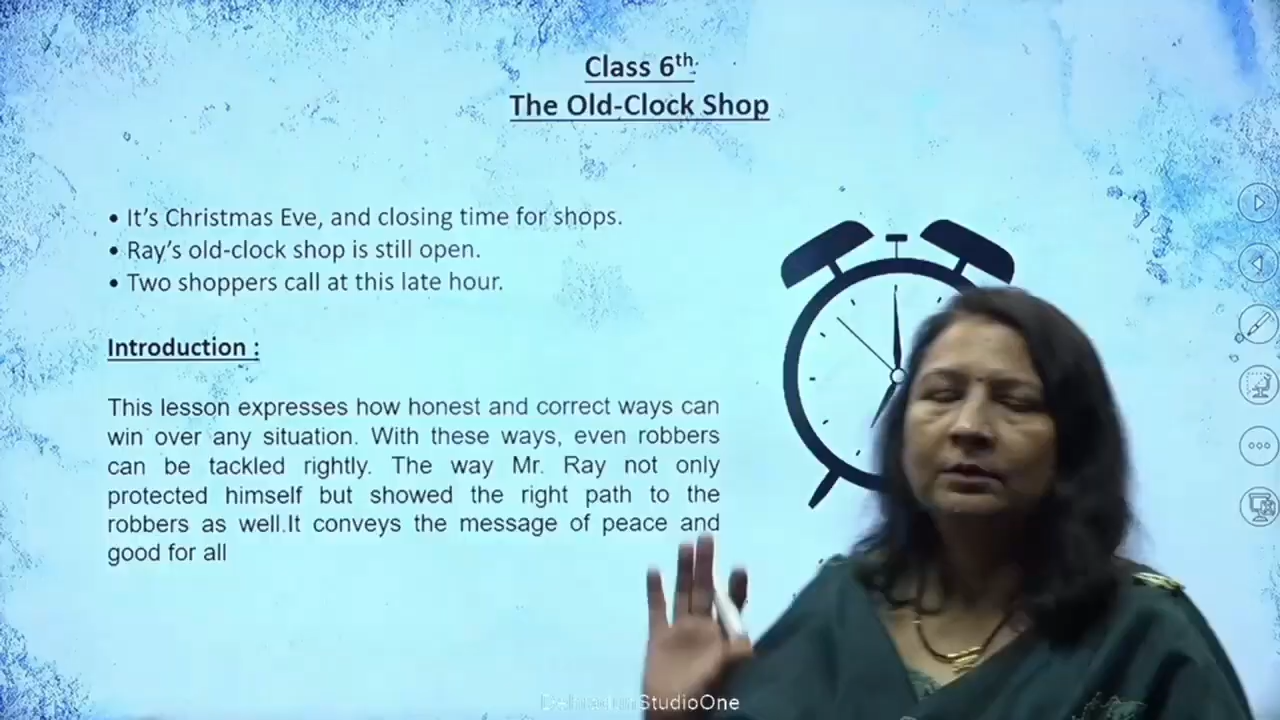 Class 6th
The Old-Clock Shop
• It’s Christmas Eve, and closing time for shops.
• Ray’s old-clock shop is still open.
• Two shoppers call at this late hour.
Introduction :
This lesson expresses how honest and correct ways can
win over any situation. With these ways, even robbers
can be tackled rightly. The way Mr. Ray not only
protected himself but showed the right path to the
robbers as well.It conveys the message of peace and
good for all
StudioOne